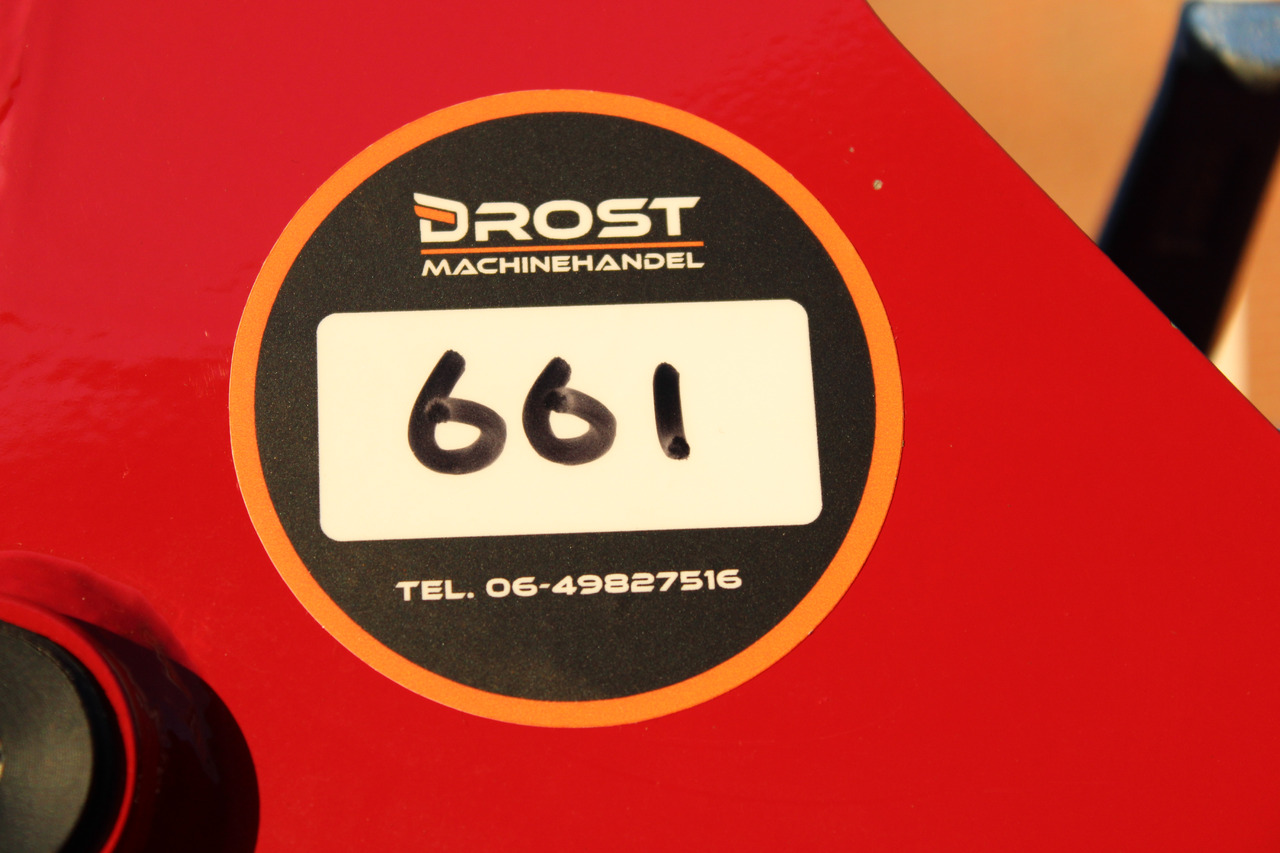 DROST
MACHINEHANDEL
661
TEL. 06-49827516